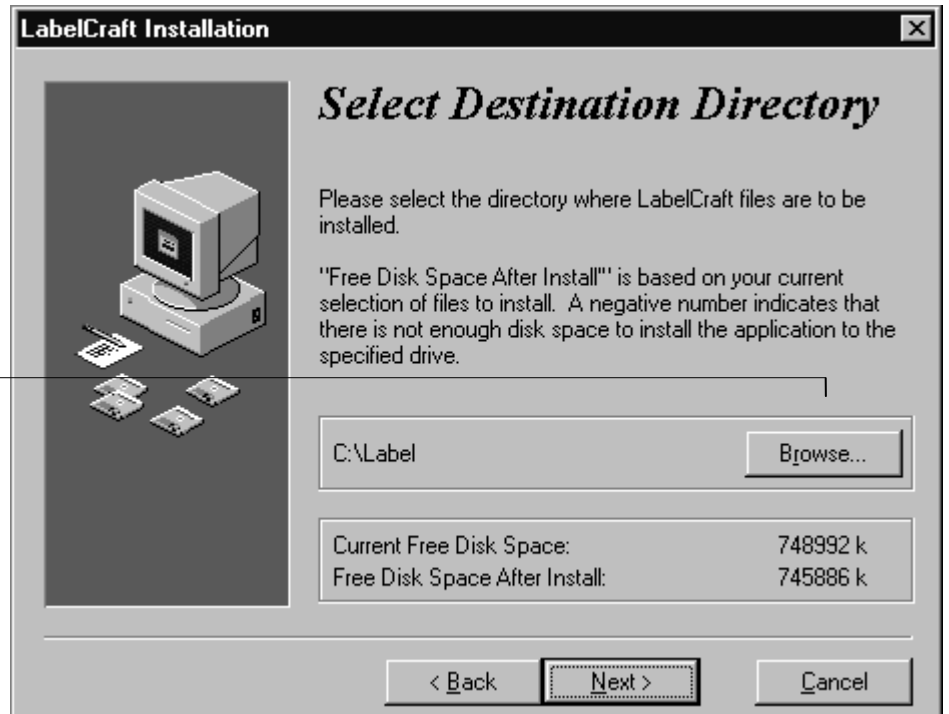 LabelCraft Installation
Select Destination Directory
Please select the directory where LabelCraft files are to be
installed.
"Free Disk Space After Install"' is based on your current
selection of files to install. A negative number indicates that
there is not enough disk space to install the application to the
specified drive.
C:\Label Browse...
Current Free Disk Space: 748992 k
Free Disk Space After Install: 745886 k
< Back Next > Cancel